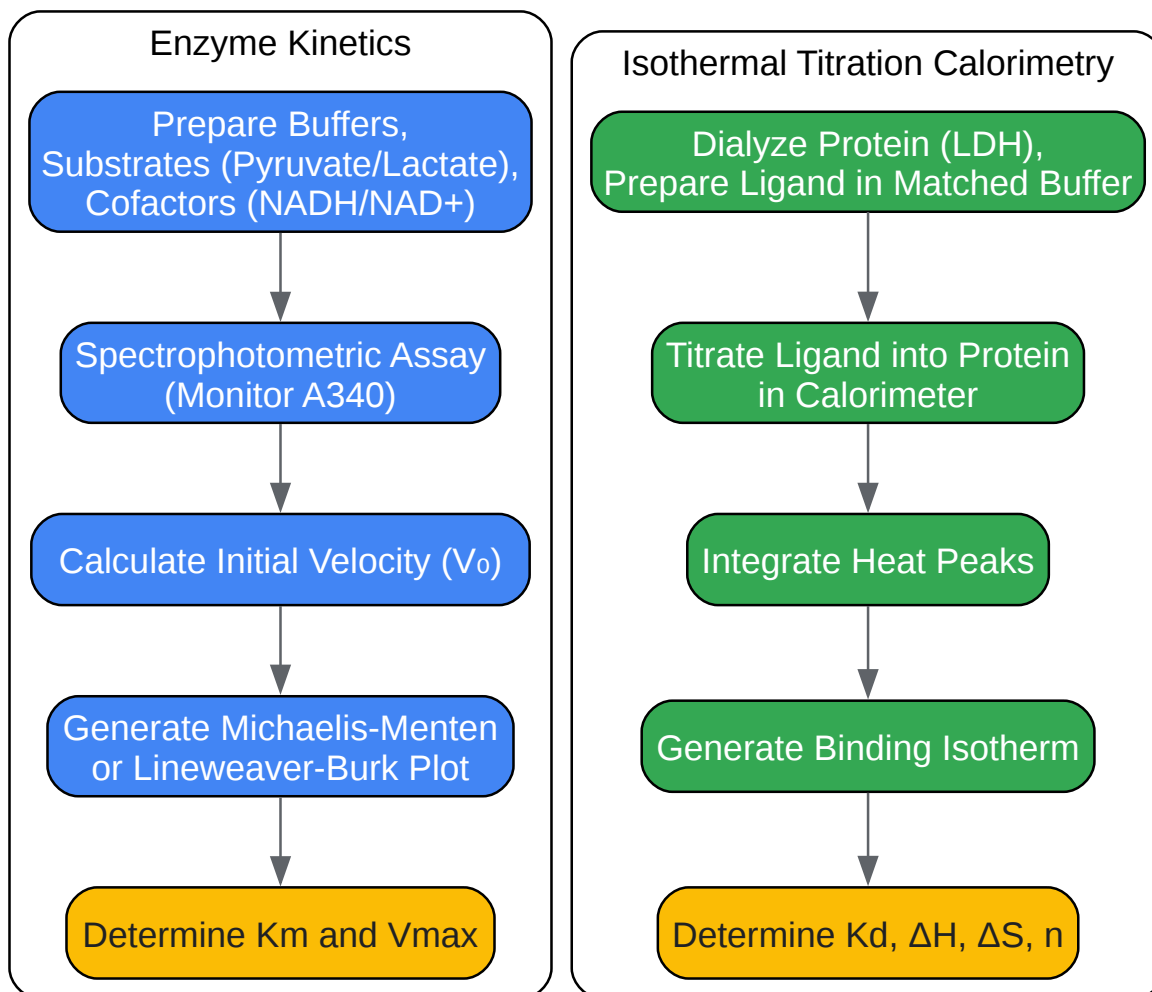 Enzyme Kinetics
Prepare Buffers,
Substrates (Pyruvate/Lactate),
Cofactors (NADH/NAD+)
Spectrophotometric Assay
(Monitor A340)
Calculate Initial Velocity (V₀)
Generate Michaelis-Menten
or Lineweaver-Burk Plot
Determine Km and Vmax
Isothermal Titration Calorimetry
Dialyze Protein (LDH),
Prepare Ligand in Matched Buffer
Titrate Ligand into Protein
in Calorimeter
Integrate Heat Peaks
Generate Binding Isotherm
Determine Kd, ΔH, ΔS, n